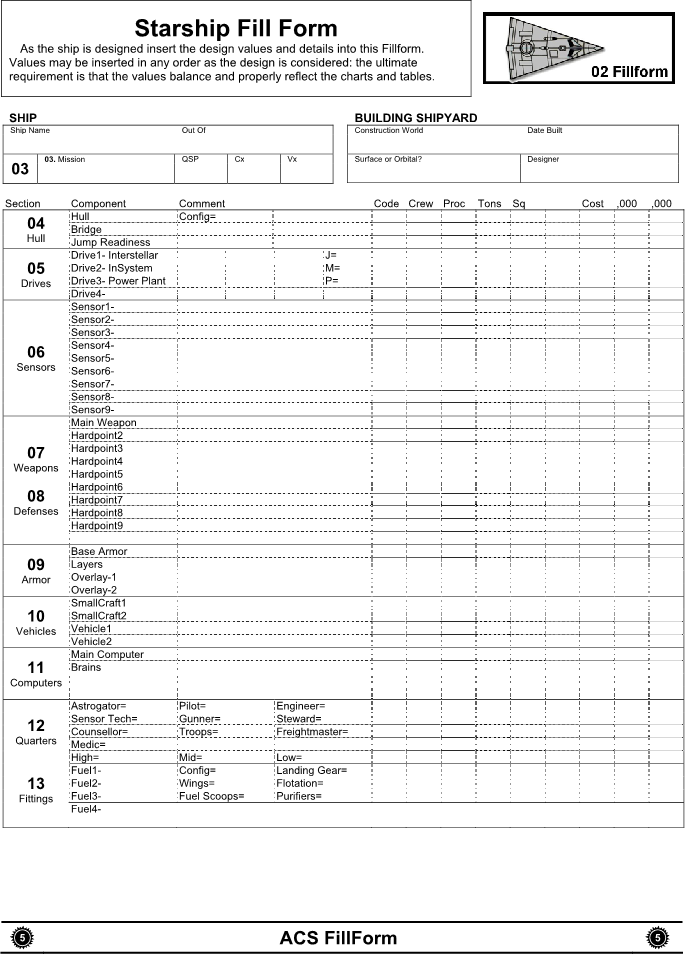 Starship Fill Form
As the ship is designed insert the design values and details into this Fillform.
Values may be inserted in any order as the design is considered: the ultimate
requirement is that the values balance and properly reflect the charts and tables.
02 Fillform
SHIP
BUILDING SHIPYARD
Ship Name Out Of
Construction World Date Built
03 03. Mission QSP Cx Vx
Surface or Orbital? Designer
Section Component Comment Code Crew Proc Tons Sq Cost ,000 ,000
04
Hull
Hull Config=
Bridge
Jump Readiness
05
Drives
Drive1- Interstellar J=
Drive2- InSystem M=
Drive3- Power Plant P=
Drive4-
06
Sensors
Sensor1-
Sensor2-
Sensor3-
Sensor4-
Sensor5-
Sensor6-
Sensor7-
Sensor8-
Sensor9-
07
Weapons
08
Defenses
Main Weapon
Hardpoint2
Hardpoint3
Hardpoint4
Hardpoint5
Hardpoint6
Hardpoint7
Hardpoint8
Hardpoint9
09
Armor
Base Armor
Layers
Overlay-1
Overlay-2
10
Vehicles
SmallCraft1
SmallCraft2
Vehicle1
Vehicle2
11
Computers
Main Computer
Brains
12
Quarters
Astrogator= Pilot= Engineer=
Sensor Tech= Gunner= Steward=
Counsellor= Troops= Freightmaster=
Medic=
High= Mid= Low=
13
Fittings
Fuel1- Config= Landing Gear=
Fuel2- Wings= Flotation=
Fuel3- Fuel Scoops= Purifiers=
Fuel4-
5 ACS FillForm 5